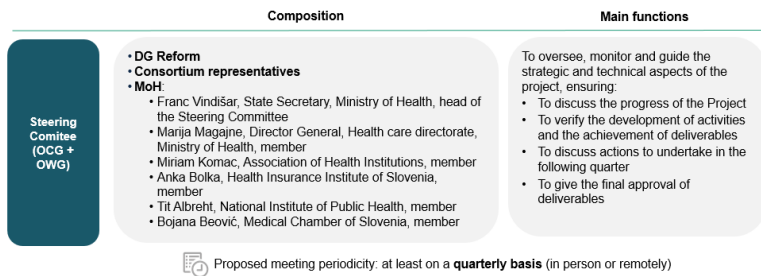 Composition
Main functions
Steering
Comitee
(OCG +
OWG)
• DG Reform
• Consortium representatives
• MoH:
• Franc Vindišar, State Secretary, Ministry of Health, head of
the Steering Committee
• Marija Magajne, Director General, Health care directorate,
Ministry of Health, member
• Miriam Komac, Association of Health Institutions, member
• Anka Bolka, Health Insurance Institute of Slovenia,
member
• Tit Albreht, National Institute of Public Health, member
• Bojana Beović, Medical Chamber of Slovenia, member
To oversee, monitor and guide the
strategic and technical aspects of the
project, ensuring:
• To discuss the progress of the Project
• To verify the development of activities
and the achievement of deliverables
• To discuss actions to undertake in the
following quarter
• To give the final approval of
deliverables
Proposed meeting periodicity: at least on a quarterly basis (in person or remotely)